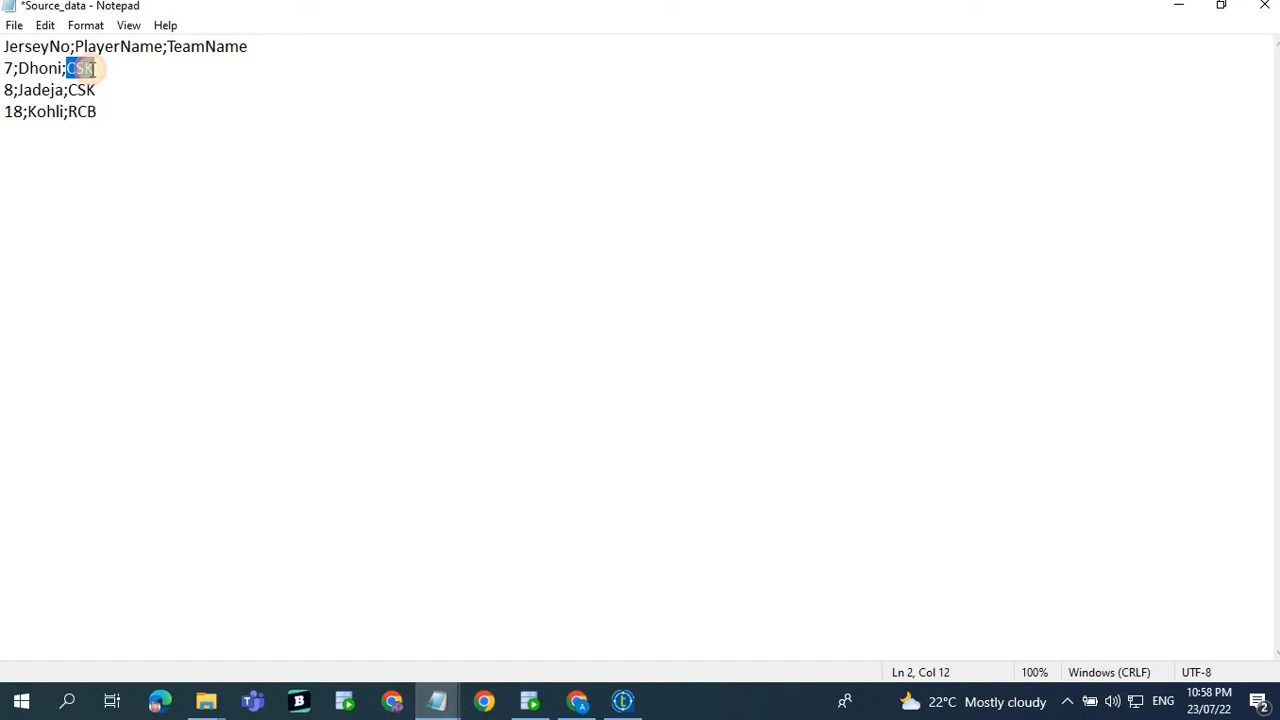 *Source_data - Notepad
File Edit Format View Help
JerseyNo;PlayerName;TeamName
7;Dhoni;CSK
8;Jadeja;CSK
18;Kohli;RCB
Ln 2, Col 12 100% Windows (CRLF) UTF-8
22°C Mostly cloudy ENG 10:58 PM
23/07/22 2